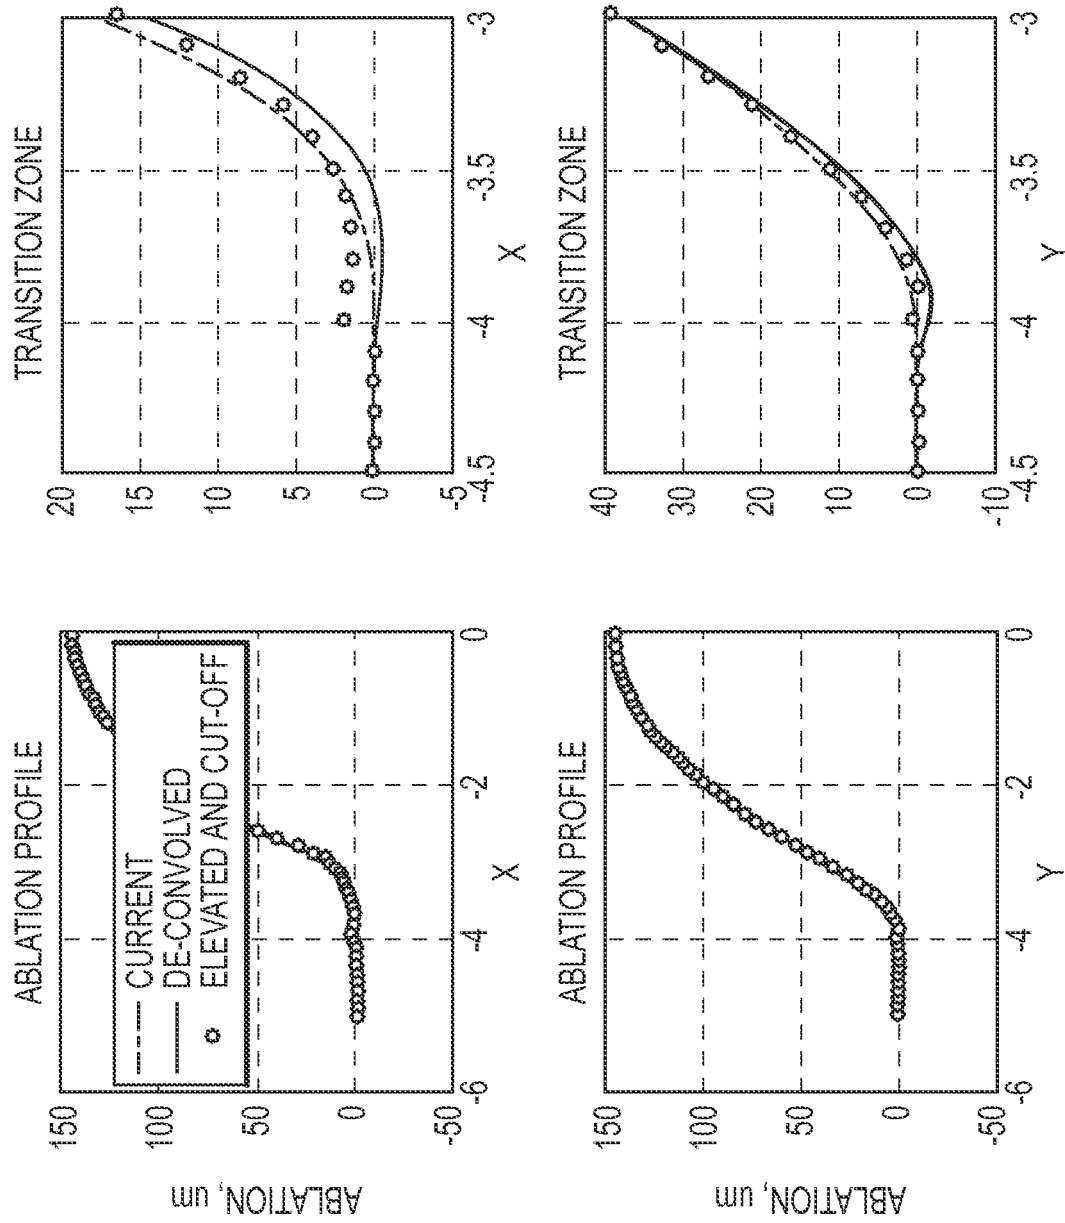 ABLATION PROFILE
150
100
50
0
-50
ABLATION, um
CURRENT
DE-CONVOLVED
ELEVATED AND CUT-OFF
-6
-4
-2
0
X
TRANSITION ZONE
20
15
10
5
0
-5
-4.5
-4
-3.5
-3
X
ABLATION PROFILE
150
100
50
0
-50
ABLATION, um
-6
-4
-2
0
Y
TRANSITION ZONE
40
30
20
10
0
-10
-4.5
-4
-3.5
-3
Y